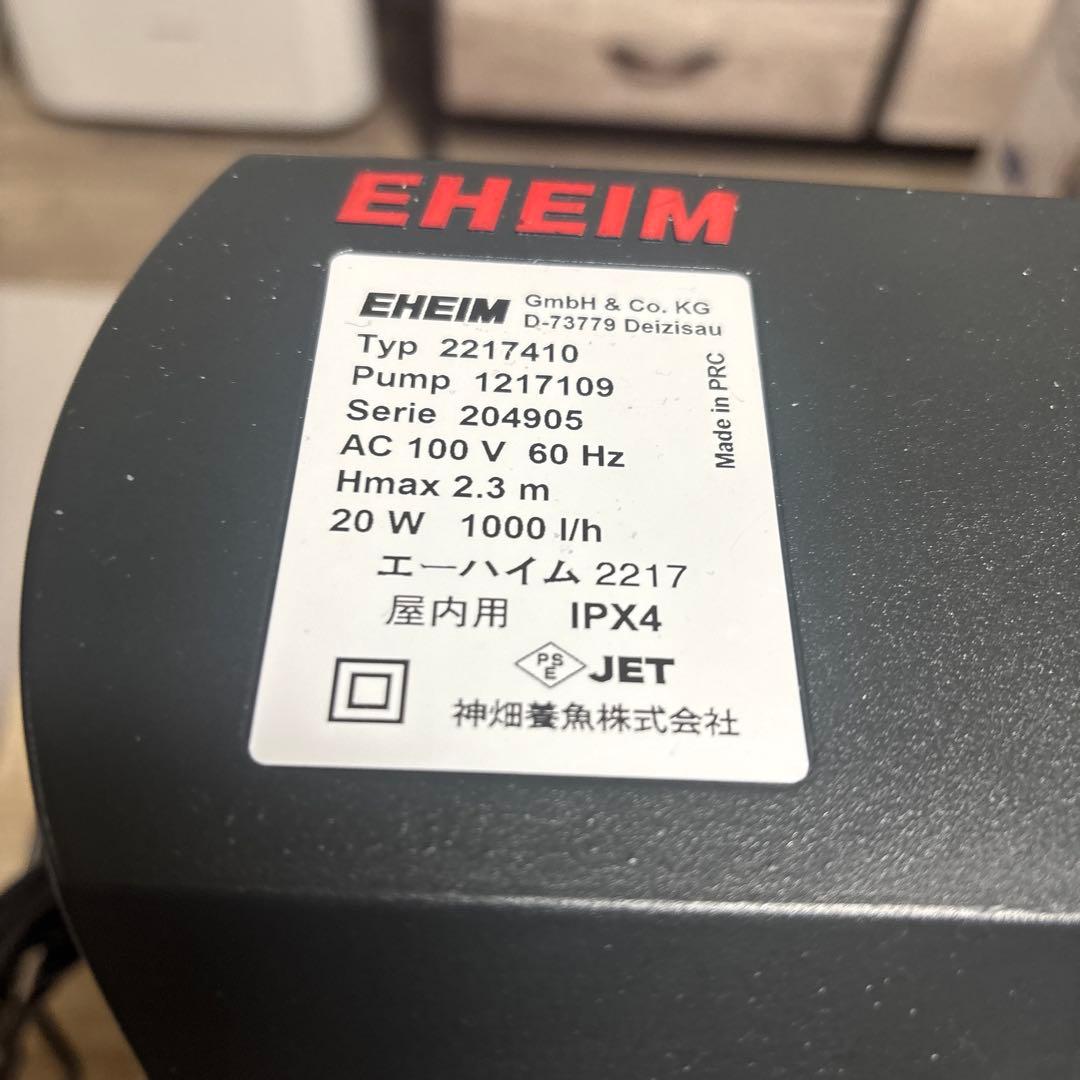 EHEIM
EHEIM GmbH & Co. KG
D-73779 Deizisau
Typ 2217410
Pump 1217109
Serie 204905
AC 100 V 60 Hz
Hmax 2.3 m
20 W 1000 l/h
Made in PRC
エーハイム 2217
屋内用 IPX4
PSE JET
神畑養魚株式会社